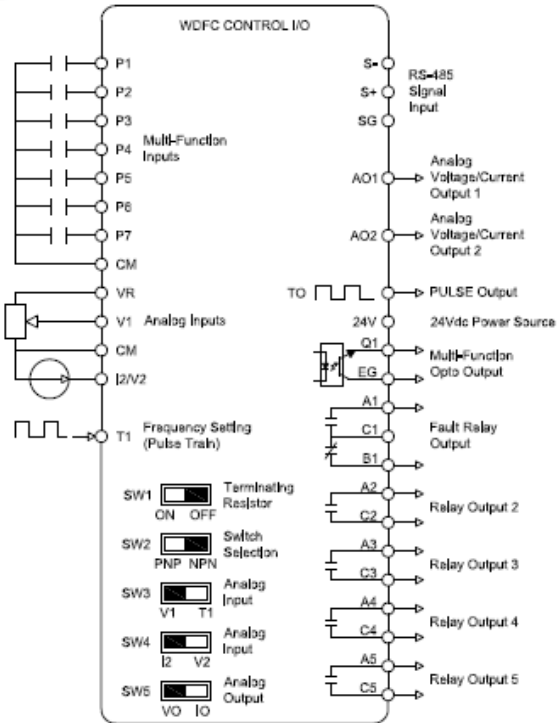 WDFC CONTROL I/O
P1
P2
P3
P4
P5
P6
P7
CM
Multi-Function
Inputs
VR
V1
CM
I2/V2
Analog Inputs
T1
Frequency Setting
(Pulse Train)
SW1
ON OFF
Terminating
Resistor
SW2
PNP NPN
Switch
Selection
SW3
V1 T1
Analog
Input
SW4
I2 V2
Analog
Input
SW5
VO IO
Analog
Output
S-
S+
SG
RS-485
Signal
Input
AO1
Analog
Voltage/Current
Output 1
AO2
Analog
Voltage/Current
Output 2
TO
PULSE Output
24V
24Vdc Power Source
Q1
EG
Multi-Function
Opto Output
A1
C1
B1
Fault Relay
Output
A2
C2
Relay Output 2
A3
C3
Relay Output 3
A4
C4
Relay Output 4
A5
C5
Relay Output 5